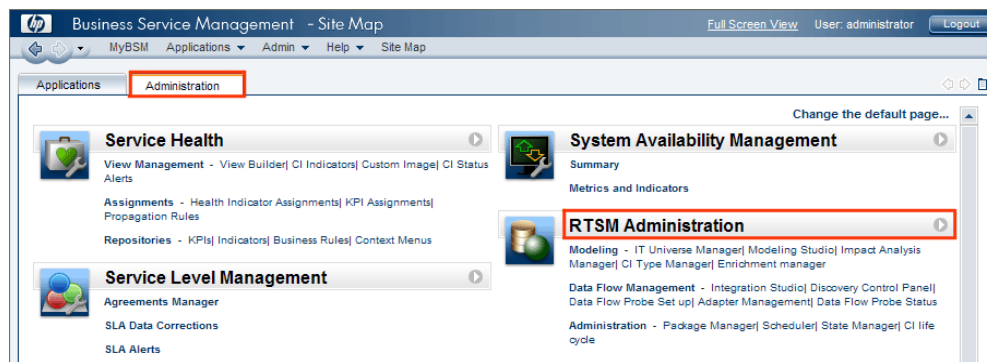 hp Business Service Management - Site Map Full Screen View User: administrator Logout
MyBSM Applications Admin Help Site Map
Applications Administration
Change the default page...
Service Health
View Management - View Builder| CI Indicators| Custom Image| CI Status
Alerts
Assignments - Health Indicator Assignments| KPI Assignments|
Propagation Rules
Repositories - KPIs| Indicators| Business Rules| Context Menus
Service Level Management
Agreements Manager
SLA Data Corrections
SLA Alerts
System Availability Management
Summary
Metrics and Indicators
RTSM Administration
Modeling - IT Universe Manager| Modeling Studio| Impact Analysis
Manager| CI Type Manager| Enrichment manager
Data Flow Management - Integration Studio| Discovery Control Panel|
Data Flow Probe Set up| Adapter Management| Data Flow Probe Status
Administration - Package Manager| Scheduler| State Manager| CI life
cycle